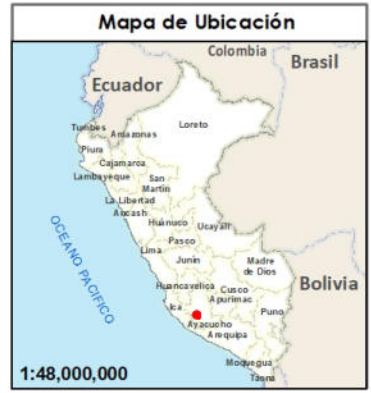 Mapa de Ubicación
Colombia
Brasil
Ecuador
Loreto
Tumbes
Amazonas
Piura
Cajamarca
Lambayeque
San
Martin
La Libertad
Ancash
Huánuco
Ucayali
Pasco
Lima
Junín
Madre
de Dios
Huancavelica
Cusco
Apurimac
Bolivia
Ica
Puno
Ayacucho
Arequipa
Moquegua
Tacna
OCEANO PACIFICO
1:48,000,000